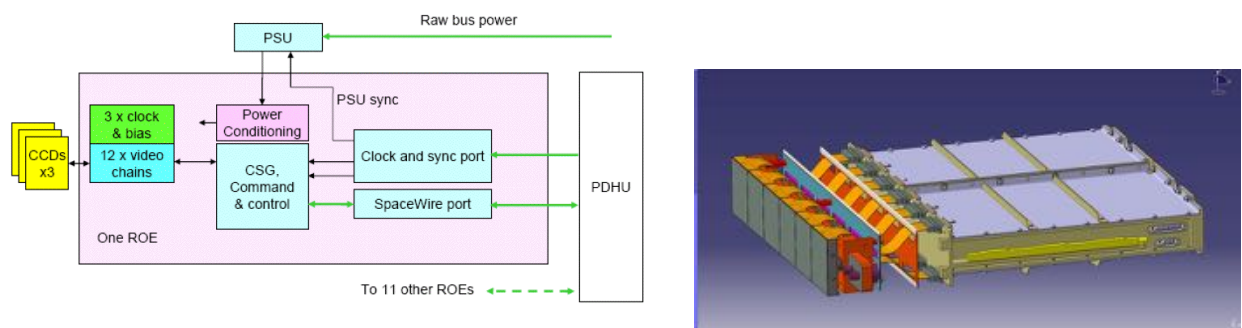 Raw bus power
PSU
PSU sync
3 x clock
& bias
Power
Conditioning
CCDs
x3
12 x video
chains
CSG,
Command
& control
Clock and sync port
SpaceWire port
PDHU
One ROE
To 11 other ROEs